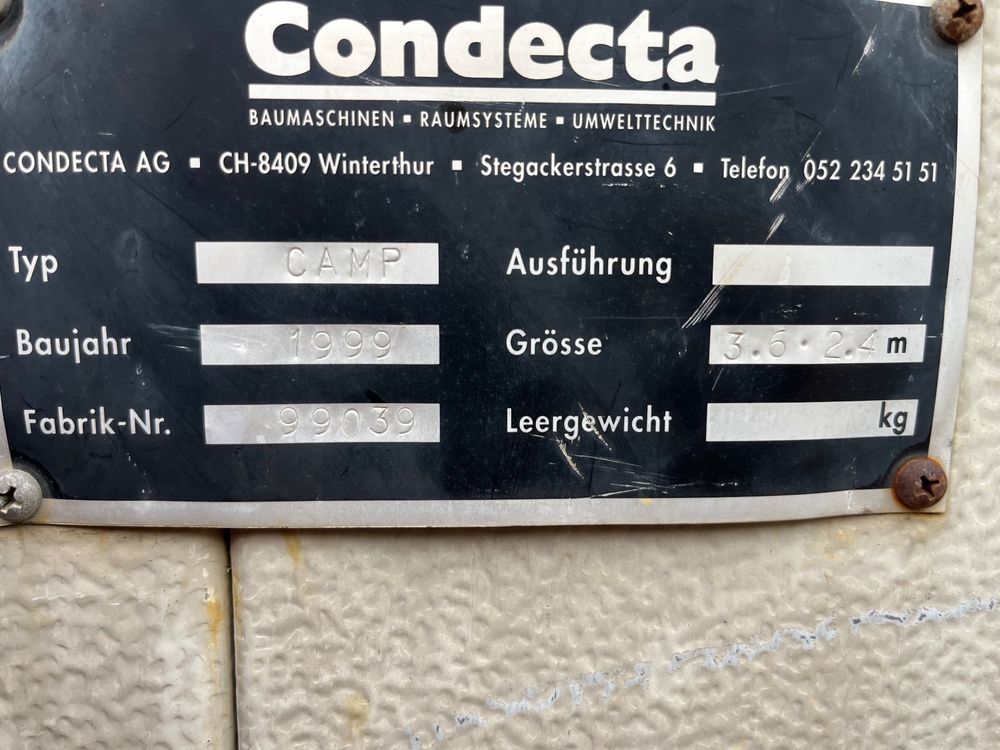 Condecta
BAUMASCHINEN ▪ RAUMSYSTEME ▪ UMWELTTECHNIK
CONDECTA AG ▪ CH-8409 Winterthur ▪ Stegackerstrasse 6 ▪ Telefon 052 234 51 51
Typ CAMP Ausführung
Baujahr 1999 Grösse 3.6 · 2.4 m
Fabrik-Nr. 99039 Leergewicht kg